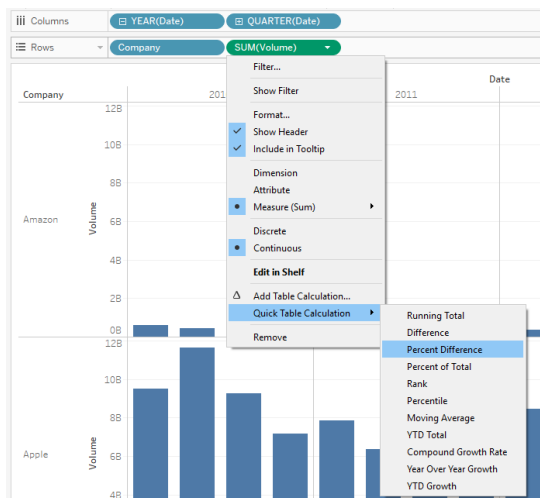 Columns
YEAR(Date)
QUARTER(Date)
Rows
Company
SUM(Volume)
Filter...
Show Filter
Format...
Show Header
Include in Tooltip
Dimension
Attribute
Measure (Sum)
Discrete
Continuous
Edit in Shelf
Add Table Calculation...
Quick Table Calculation
Remove
Running Total
Difference
Percent Difference
Percent of Total
Rank
Percentile
Moving Average
YTD Total
Compound Growth Rate
Year Over Year Growth
YTD Growth
Date
Company
201
2011
12B
10B
8B
6B
4B
2B
0B
Volume
Amazon
12B
10B
8B
6B
4B
Volume
Apple